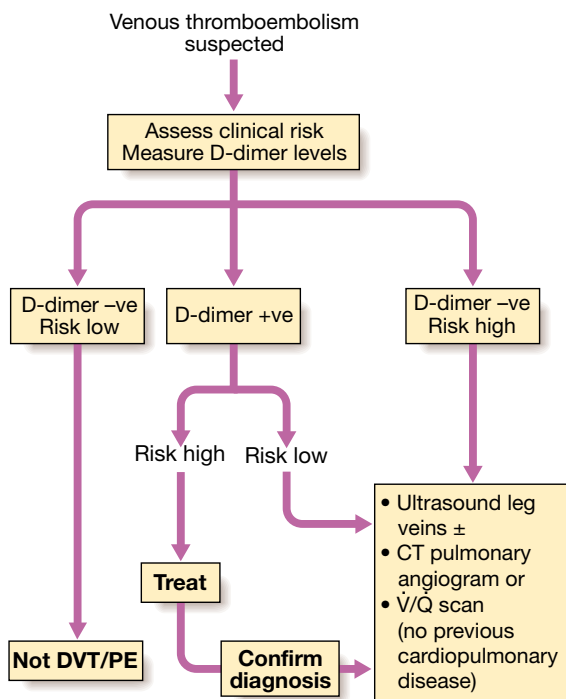 Venous thromboembolism
suspected
Assess clinical risk
Measure D-dimer levels
D-dimer –ve
Risk low
D-dimer +ve
D-dimer –ve
Risk high
Risk high
Risk low
• Ultrasound leg
veins ±
• CT pulmonary
angiogram or
• V̇/Q̇ scan
(no previous
cardiopulmonary
disease)
Treat
Not DVT/PE
Confirm
diagnosis